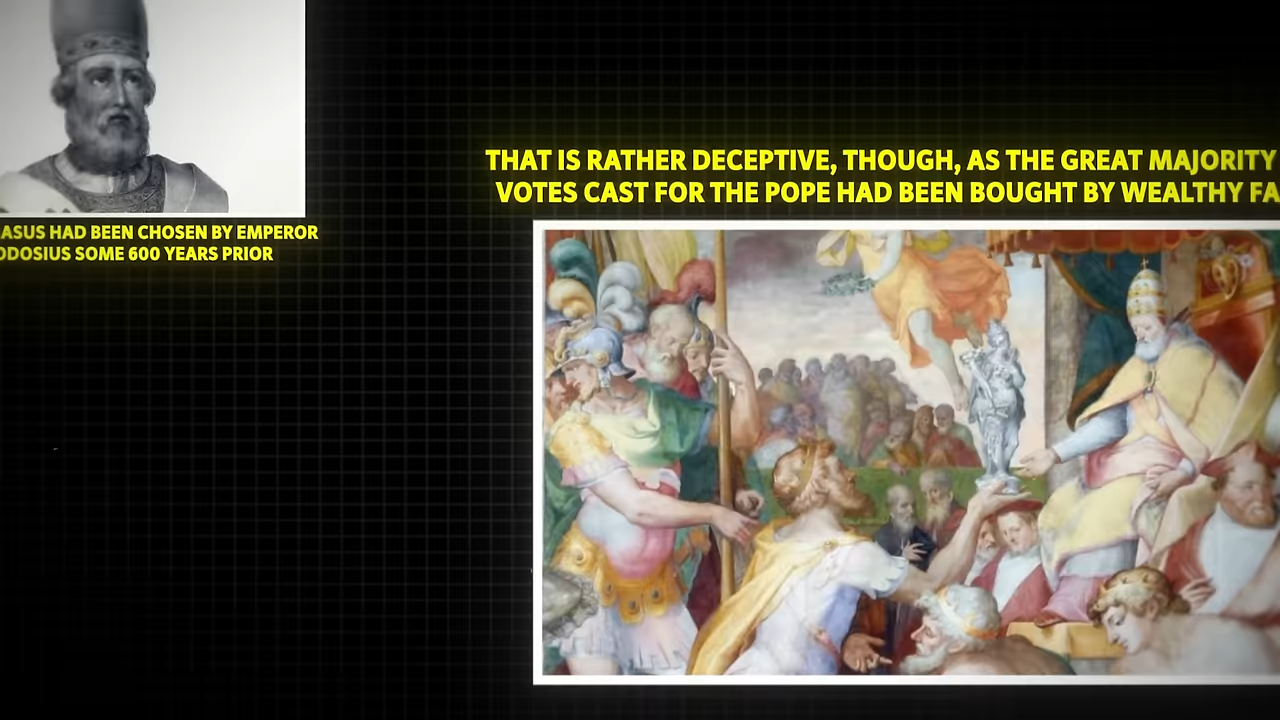 ASUS HAD BEEN CHOSEN BY EMPEROR
ODOSIUS SOME 600 YEARS PRIOR
THAT IS RATHER DECEPTIVE, THOUGH, AS THE GREAT MAJORITY
VOTES CAST FOR THE POPE HAD BEEN BOUGHT BY WEALTHY FA